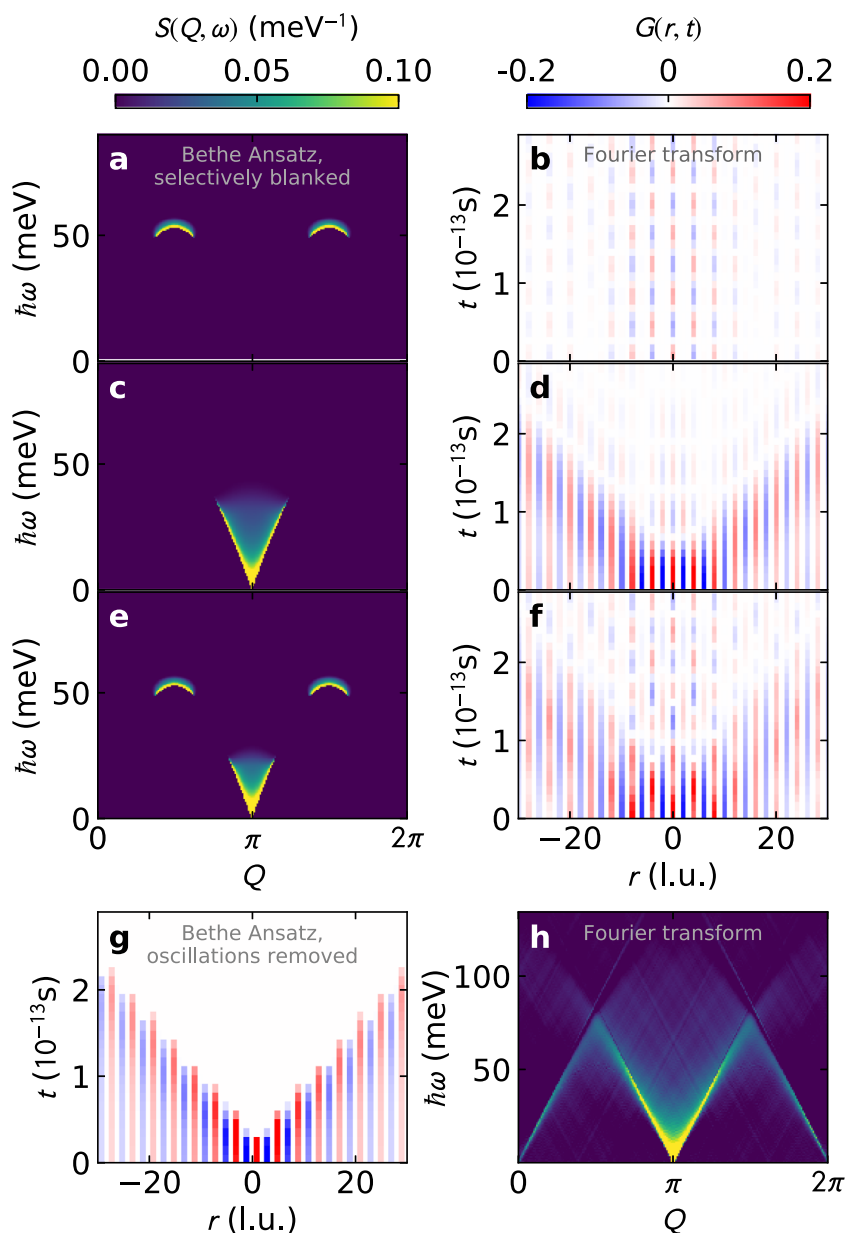 S(Q, ω) (meV⁻¹)
G(r, t)
0.00 0.05 0.10
-0.2 0 0.2
a
Bethe Ansatz,
selectively blanked
ħω (meV)
50
0
b
Fourier transform
t (10⁻¹³s)
2
1
0
c
ħω (meV)
50
0
d
t (10⁻¹³s)
2
1
0
e
ħω (meV)
50
0
0 π 2π
Q
f
t (10⁻¹³s)
2
1
0
−20 0 20
r (l.u.)
g
Bethe Ansatz,
oscillations removed
t (10⁻¹³s)
2
1
0
−20 0 20
r (l.u.)
h
Fourier transform
ħω (meV)
100
50
0 π 2π
Q